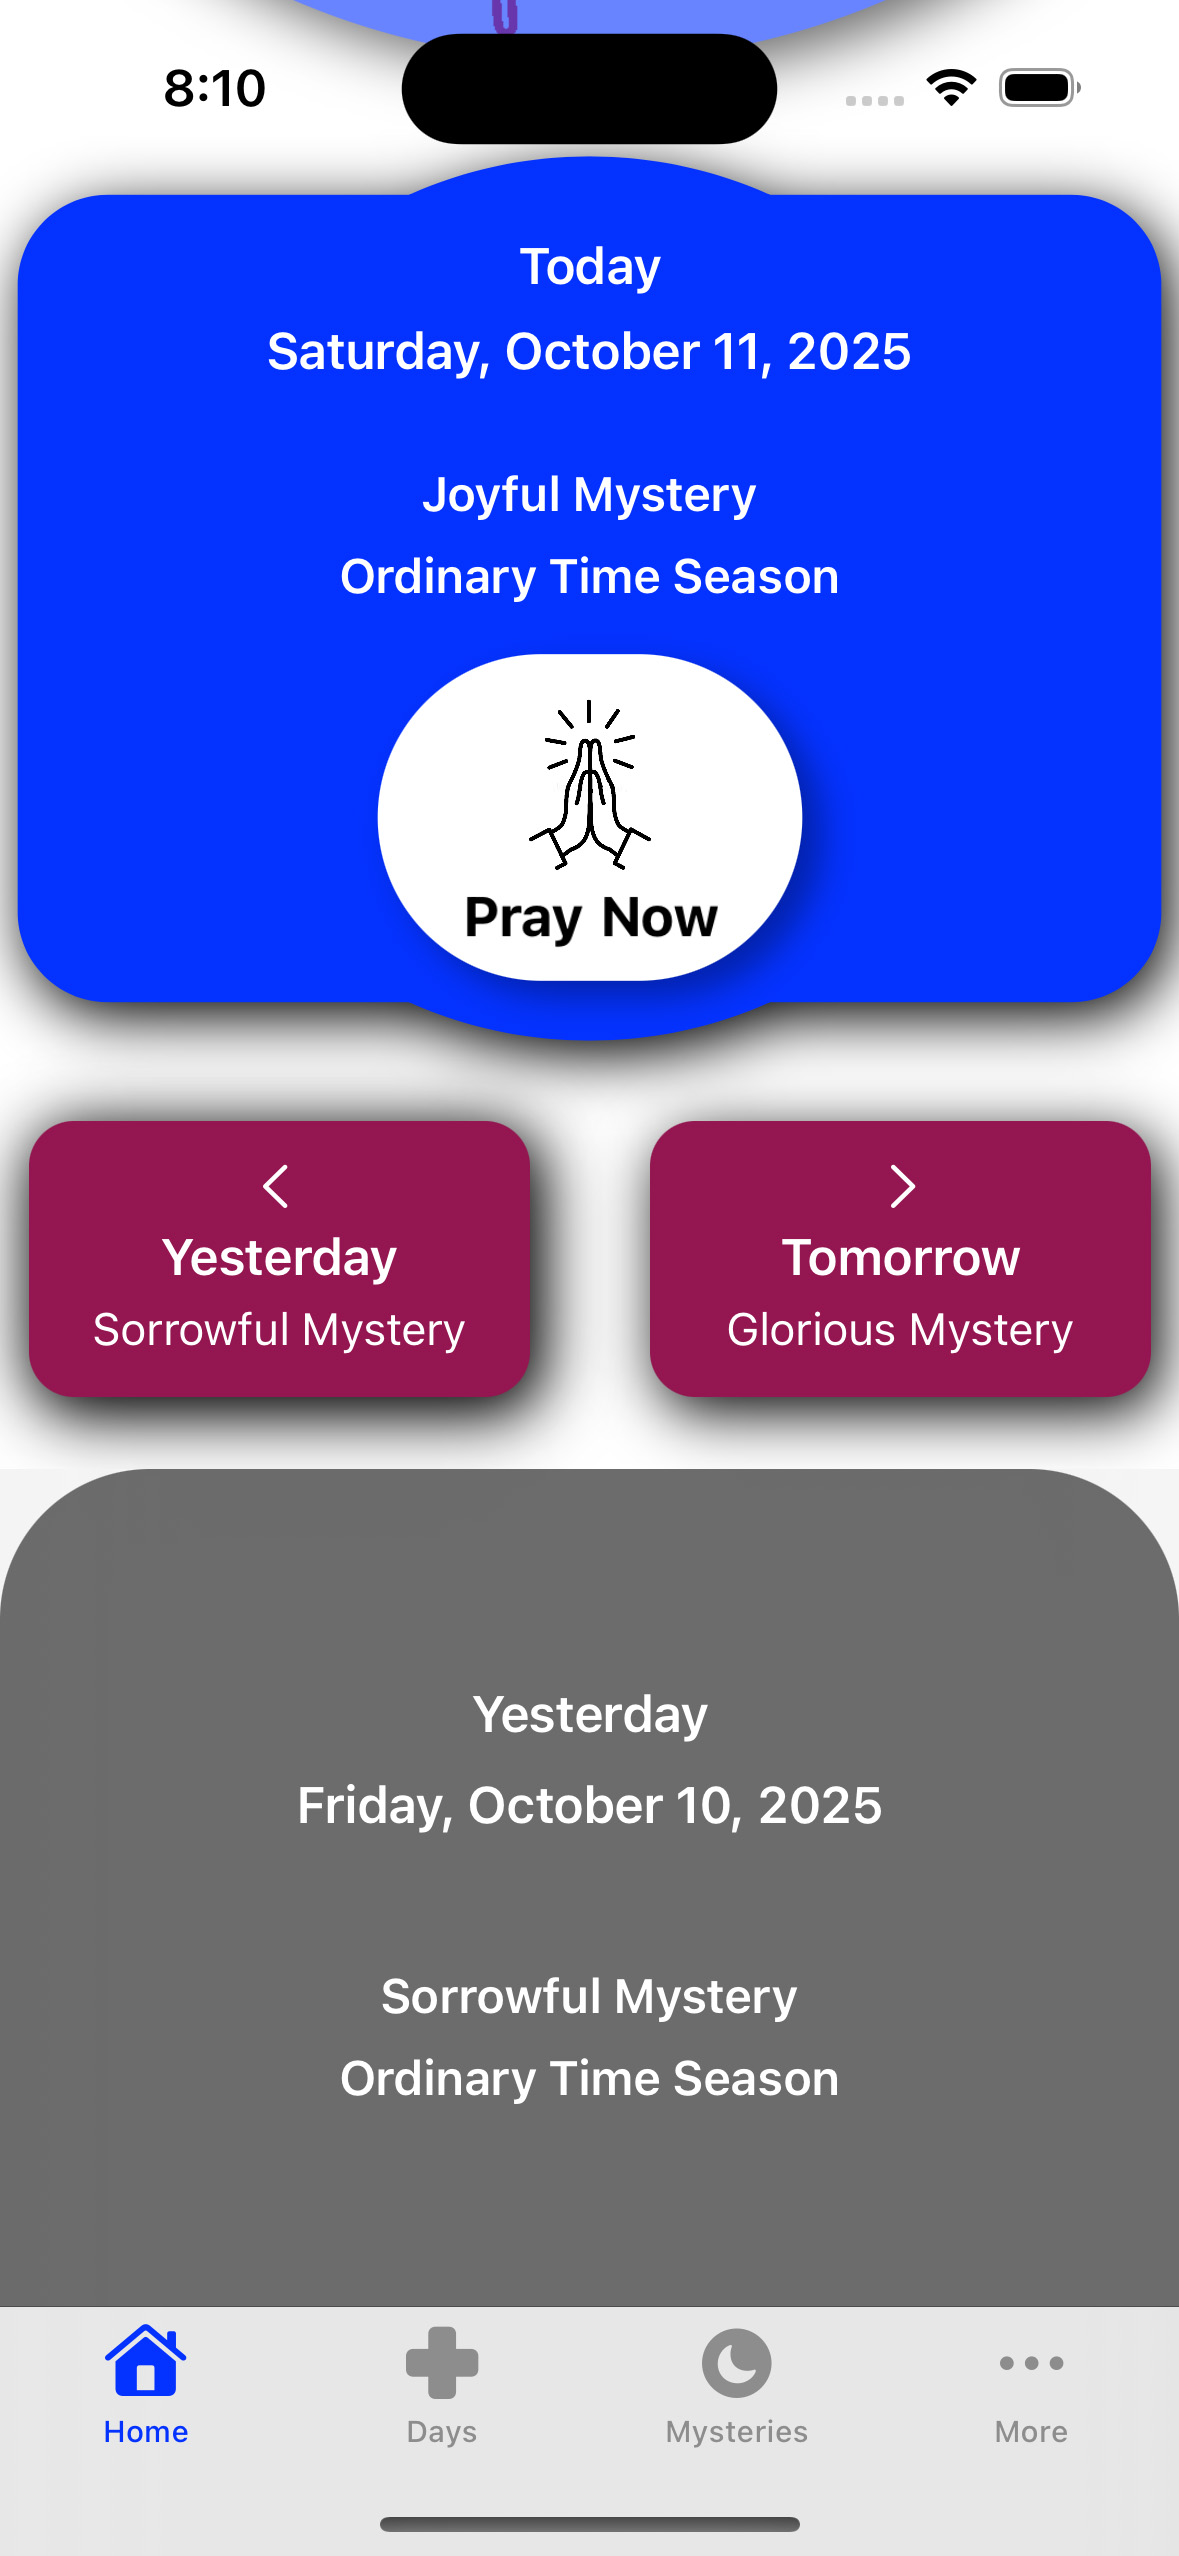 8:10
Today
Saturday, October 11, 2025
Joyful Mystery
Ordinary Time Season
Pray Now
Yesterday
Sorrowful Mystery
Tomorrow
Glorious Mystery
Yesterday
Friday, October 10, 2025
Sorrowful Mystery
Ordinary Time Season
Home
Days
Mysteries
More